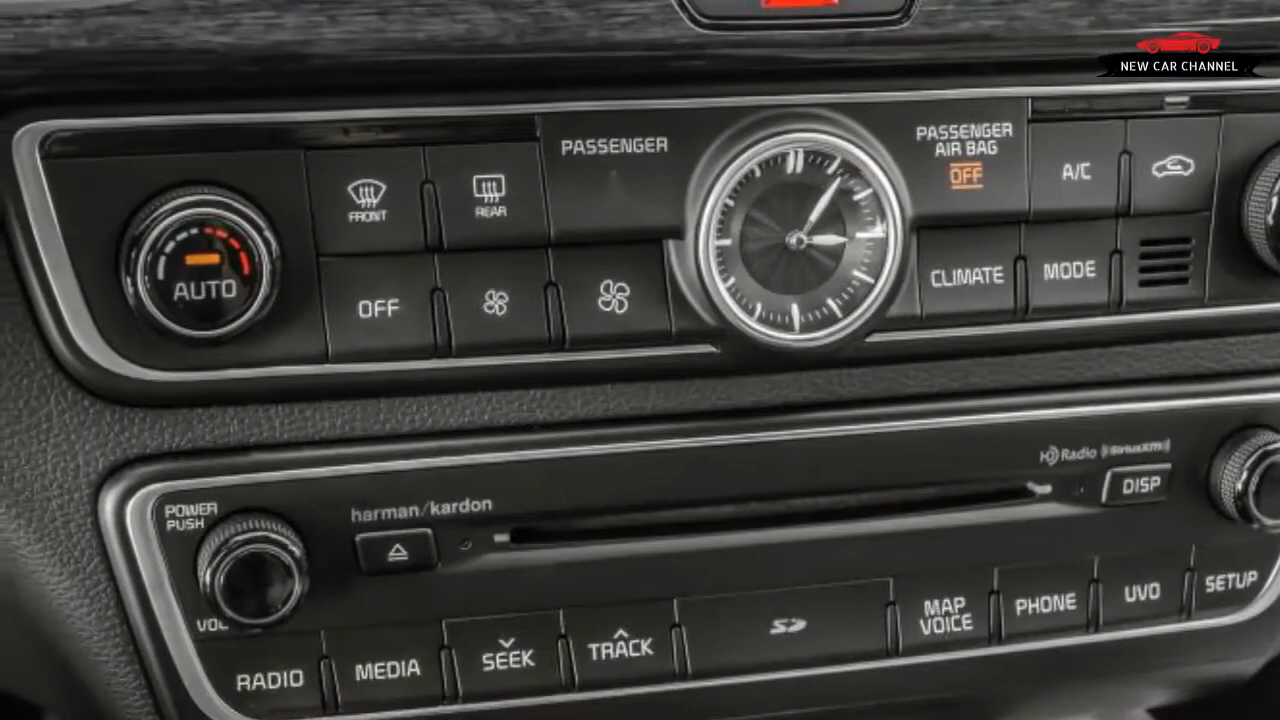 NEW CAR CHANNEL
PASSENGER
PASSENGER
AIR BAG
OFF
A/C
FRONT
REAR
AUTO
OFF
CLIMATE
MODE
HD Radio
((SiriusXM))
DISP
POWER
PUSH
harman/kardon
VOL
RADIO
MEDIA
SEEK
TRACK
SD
MAP
VOICE
PHONE
UVO
SETUP